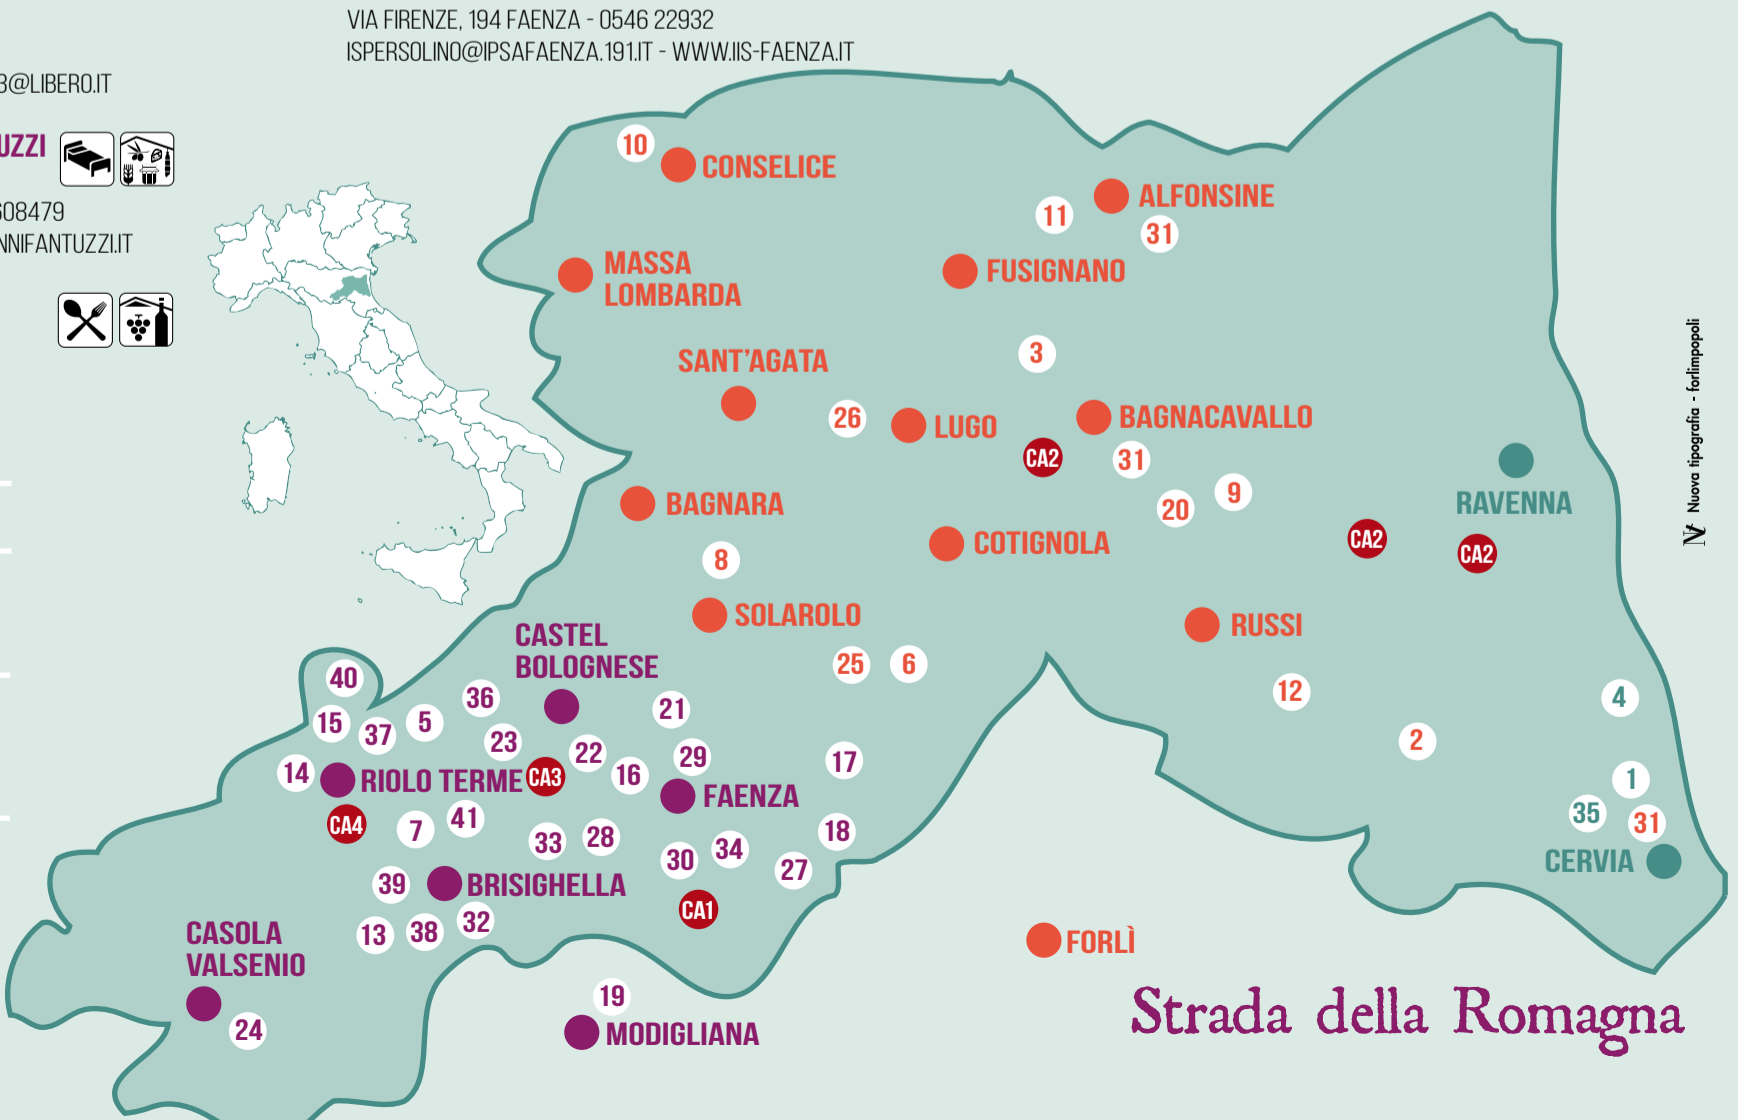 VIA FIRENZE, 194 FAENZA - 0546 22932
ISPERSOLINO@IPSAFAENZA.191.IT - WWW.IIS-FAENZA.IT
3@LIBERO.IT
UZZI
608479
NNIFANTUZZI.IT
10
CONSELICE
ALFONSINE
11
31
MASSA
LOMBARDA
FUSIGNANO
3
SANT'AGATA
26
LUGO
BAGNACAVALLO
CA2
31
20
9
RAVENNA
BAGNARA
COTIGNOLA
CA2
CA2
8
SOLAROLO
RUSSI
25
6
12
2
4
1
35
31
CERVIA
CASTEL
BOLOGNESE
40
15
37
5
36
23
22
16
21
29
17
14
RIOLO TERME
CA3
FAENZA
CA4
7
41
33
28
30
34
18
27
39
BRISIGHELLA
CA1
13
38
32
CASOLA
VALSENIO
24
19
MODIGLIANA
FORLÌ
Strada della Romagna
Nuova tipografia - forlimpopoli